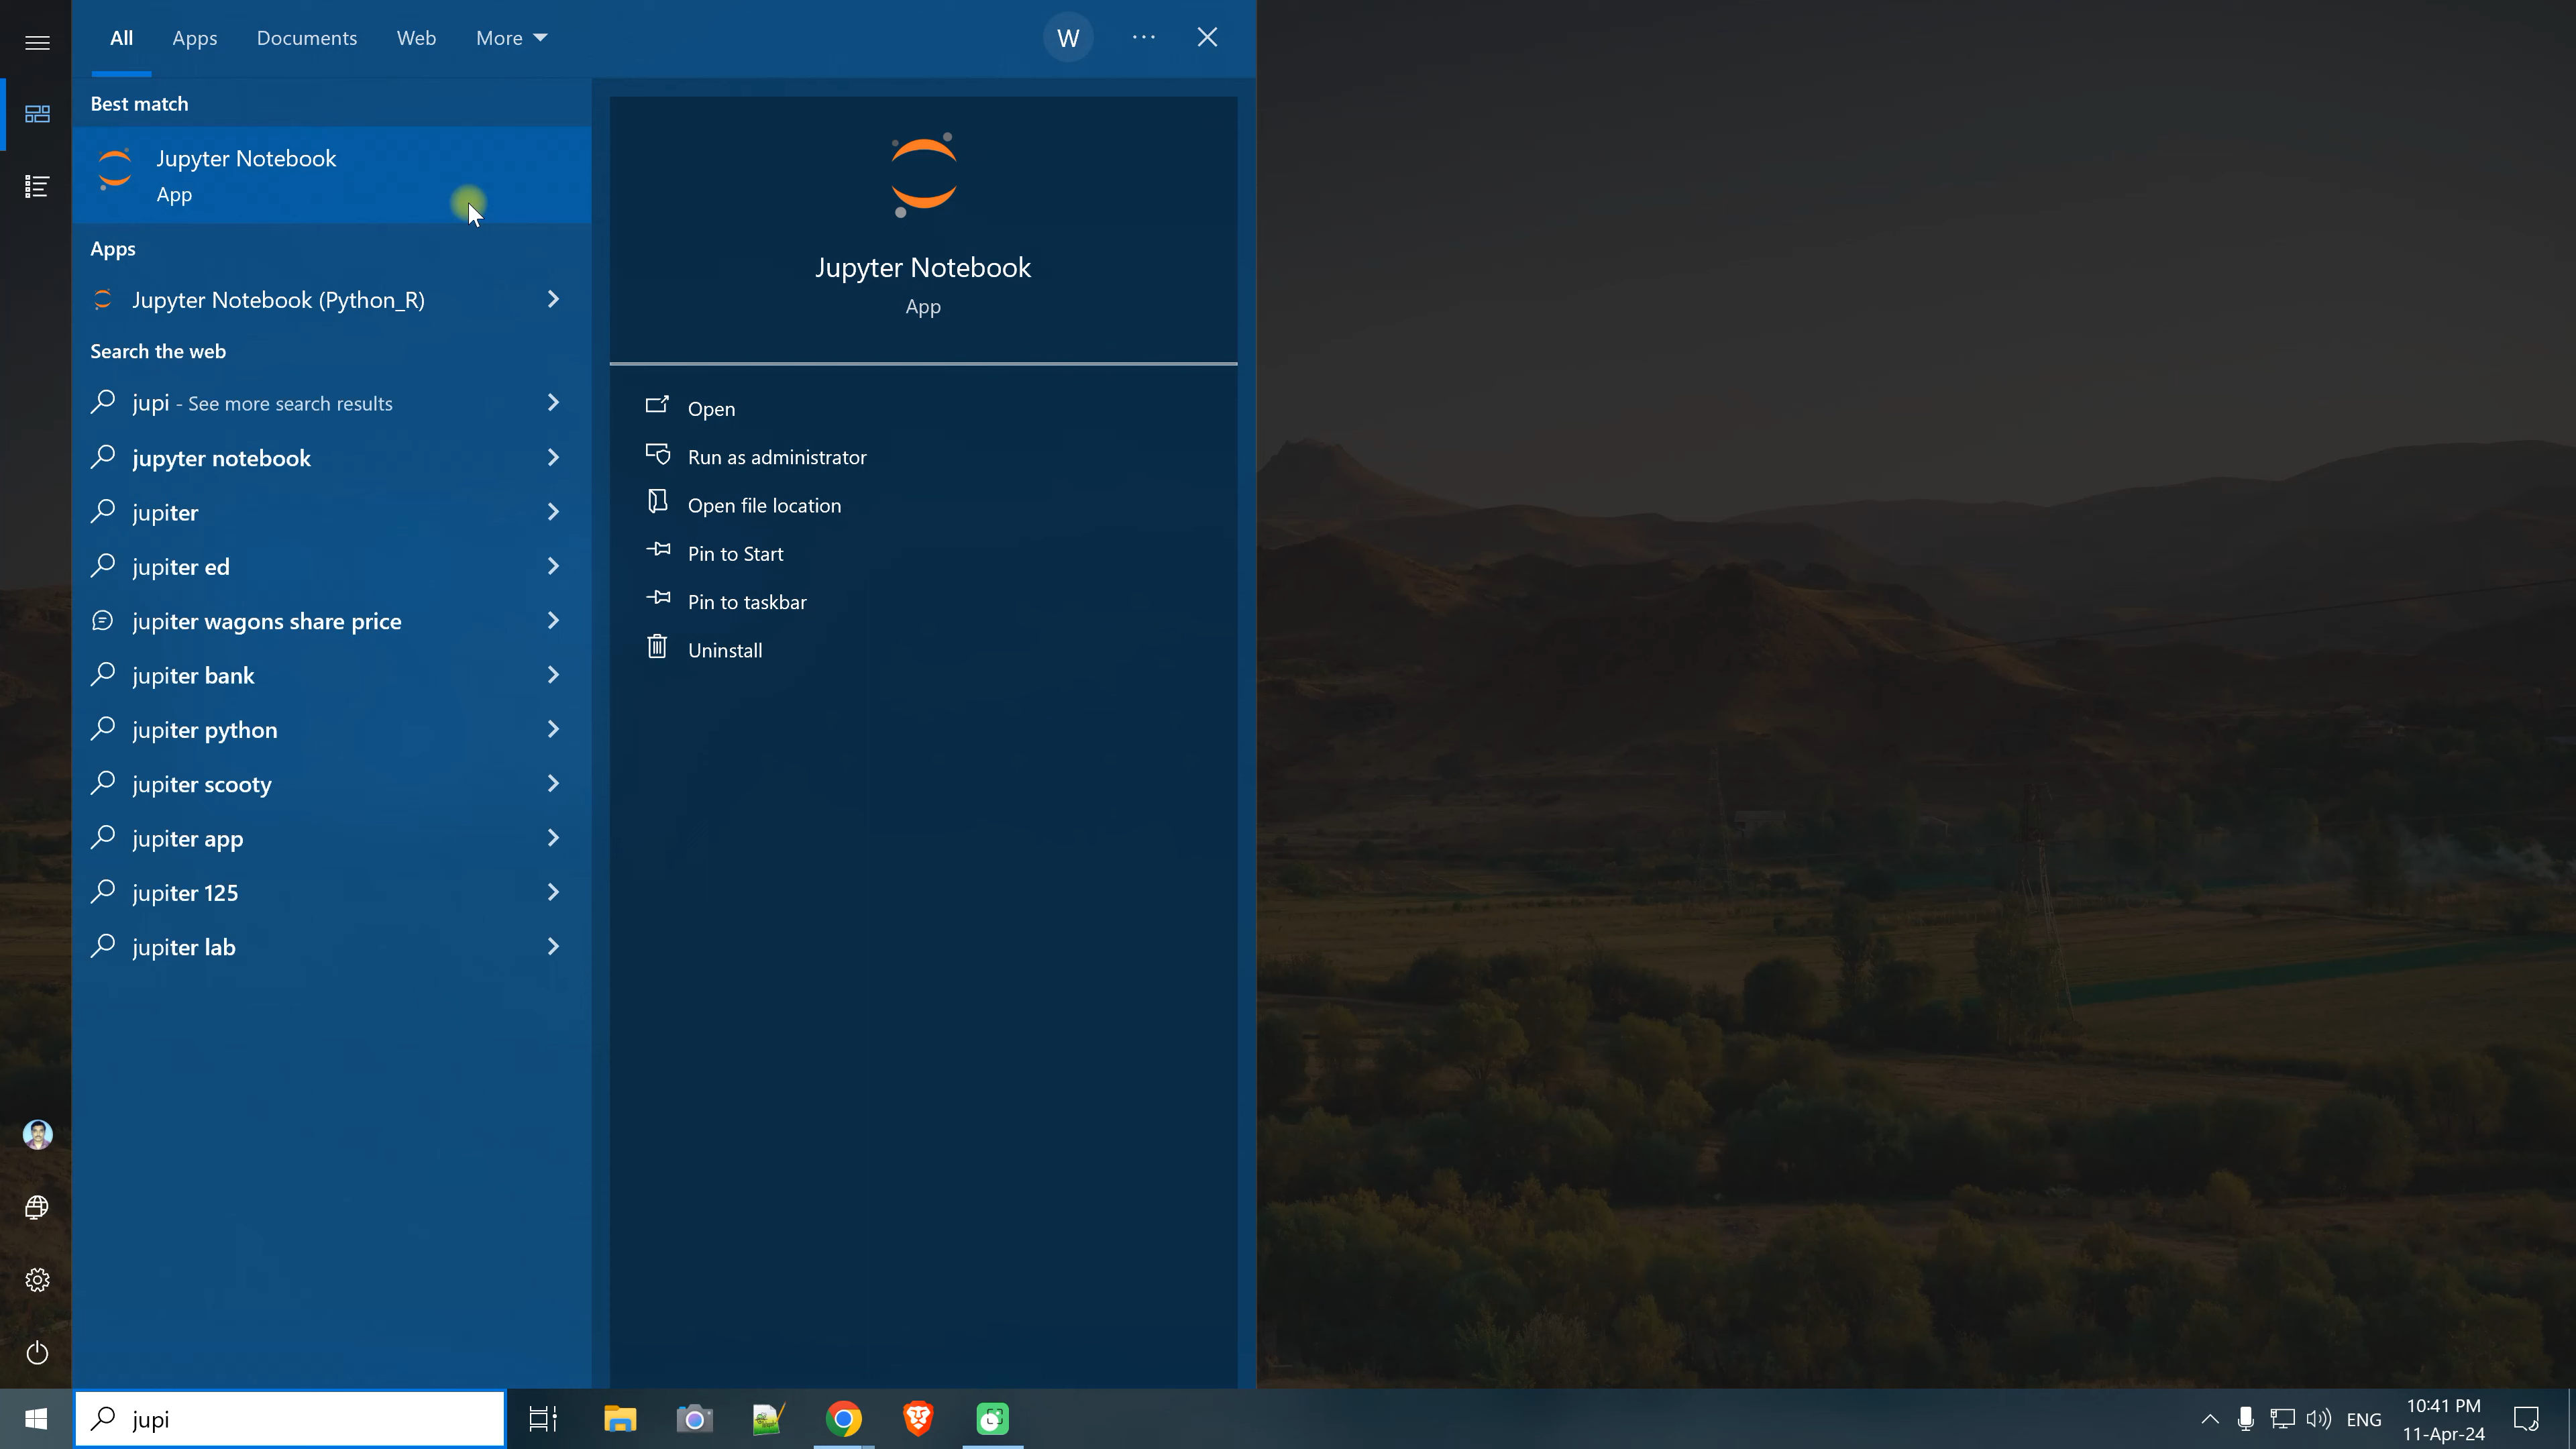 All Apps Documents Web More W
Best match
Jupyter Notebook
App
Apps
Jupyter Notebook (Python_R)
Search the web
jupi - See more search results
jupyter notebook
jupiter
jupiter ed
jupiter wagons share price
jupiter bank
jupiter python
jupiter scooty
jupiter app
jupiter 125
jupiter lab
Jupyter Notebook
App
Open
Run as administrator
Open file location
Pin to Start
Pin to taskbar
Uninstall
jupi
ENG
10:41 PM
11-Apr-24